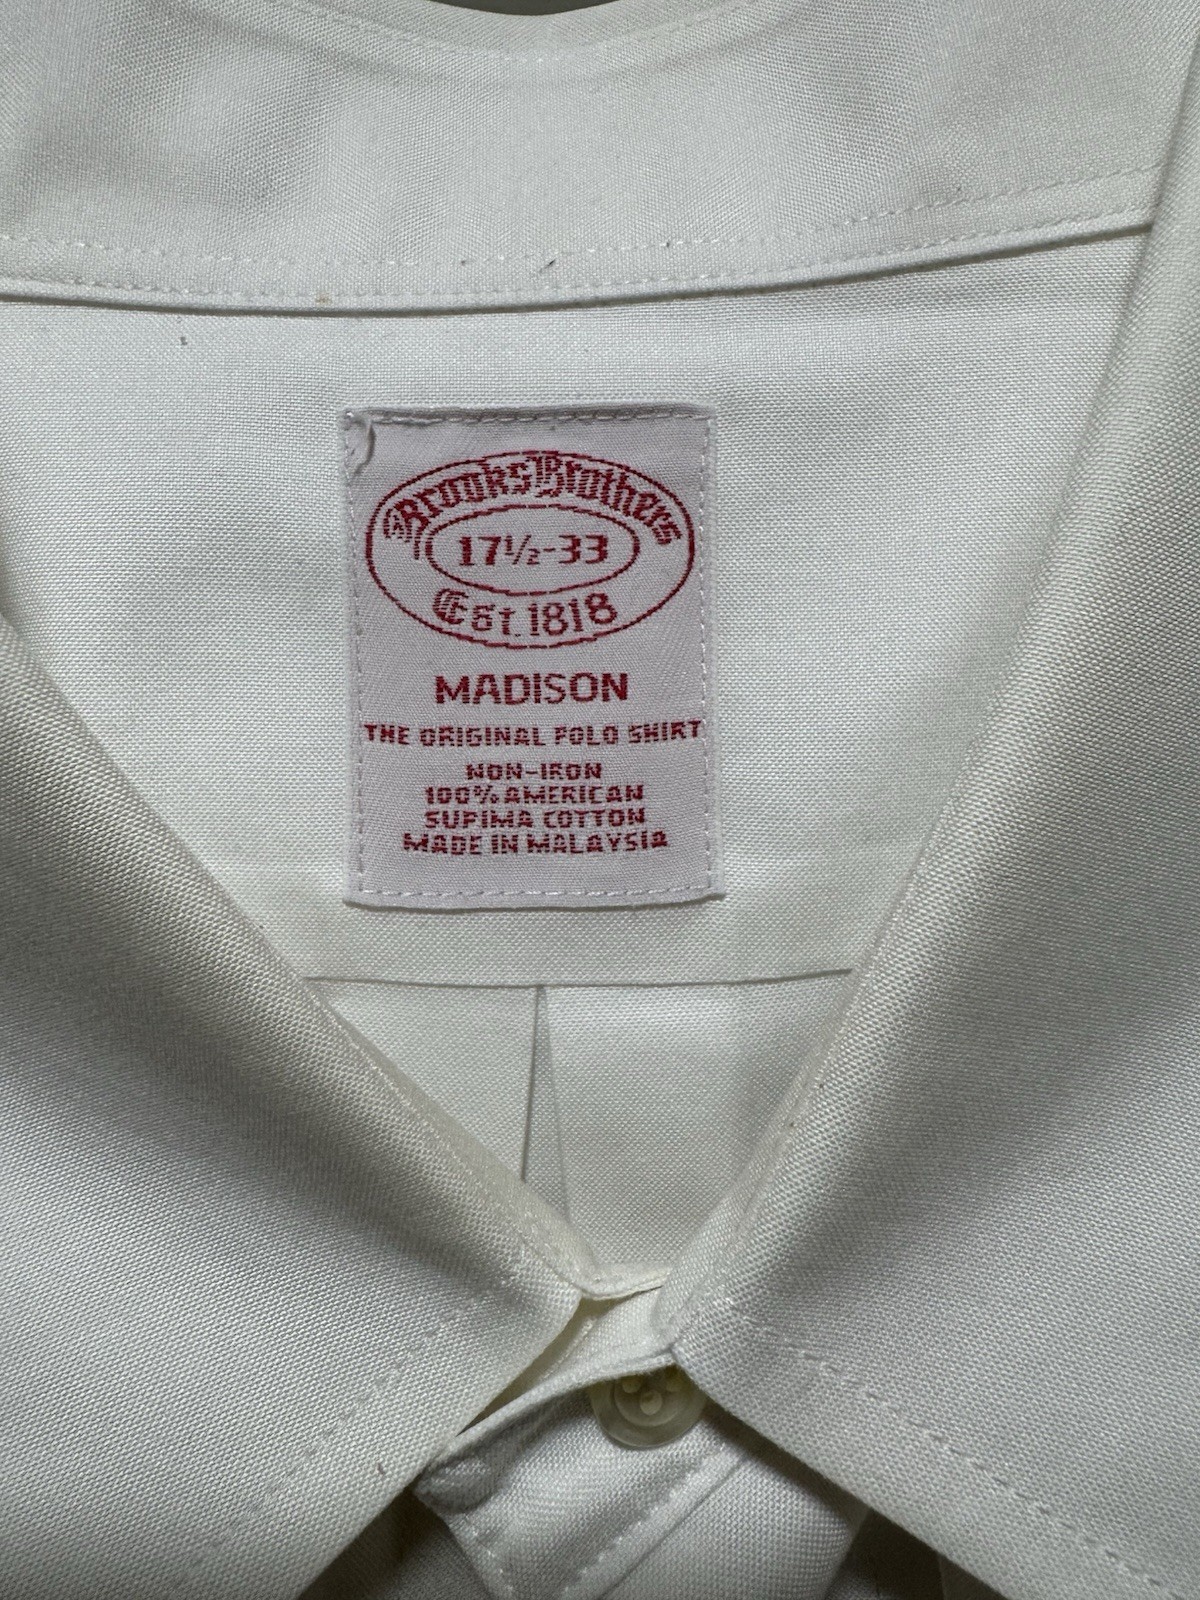 Brooks Brothers
17½-33
Est. 1818
MADISON
THE ORIGINAL POLO SHIRT
NON-IRON
100% AMERICAN
SUPIMA COTTON
MADE IN MALAYSIA